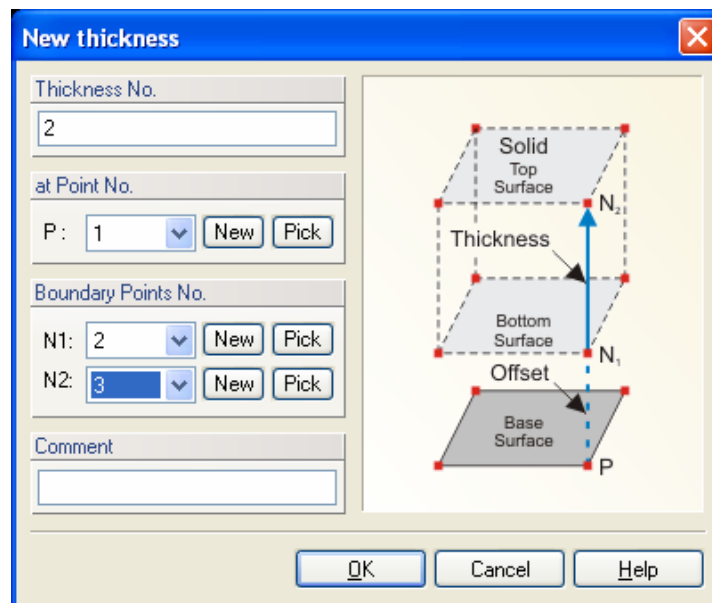 New thickness
Thickness No.
2
at Point No.
P : 1 New Pick
Boundary Points No.
N1: 2 New Pick
N2: 3 New Pick
Comment
Solid
Top
Surface
N2
Thickness
Bottom
Surface
N1
Offset
Base
Surface
P
OK Cancel Help